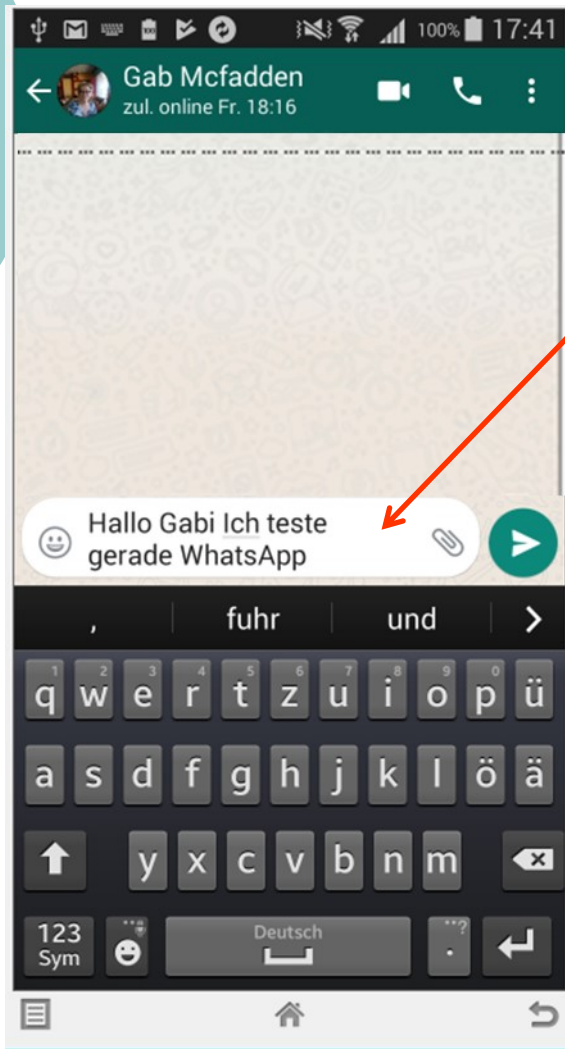 100% 17:41
Gab Mcfadden
zul. online Fr. 18:16
Hallo Gabi Ich teste
gerade WhatsApp
, fuhr und >
1 2 3 4 5 6 7 8 9 0
q w e r t z u i o p ü
a s d f g h j k l ö ä
y x c v b n m
123 Deutsch ..?
Sym .